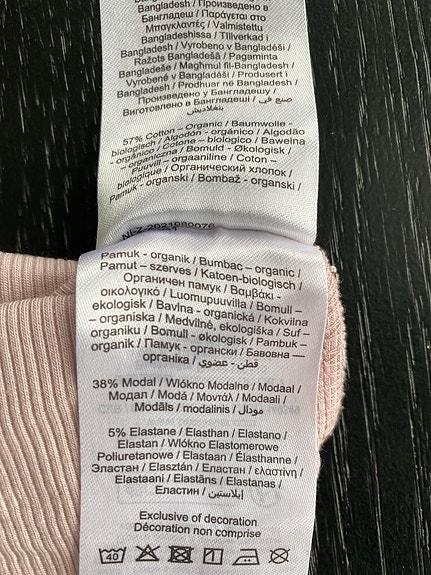 Bangladesh / Произведено в
Бангладеш / Παράγεται στο
Μπαγκλαντές / Valmistettu
Bangladeshissa / Tillverkad i
Bangladesh / Vyrobeno v Bangladéši /
Ražots Bangladešā / Pagaminta
Bangladeše / Magħmul fil-Bangladesh /
Vyrobené v Bangladéši / Produsert i
Bangladesh / Prodhuar në Bangladesh /
Произведено у Бангладешу /
Виготовлено в Бангладеші / صنع في
بنغلاديش
57% Cotton – Organic / Baumwolle -
biologisch / Algodón - orgánico / Algodão
- orgânico / Cotone - biologico / Bawełna
– organiczna / Bomuld - Økologisk /
Puuvill – orgaaniline / Coton –
biologique / Органический хлопок /
Pamuk - organski / Bombaž - organski /
NI-Z-2021080076
Pamuk - organik / Bumbac – organic /
Pamut – szerves / Katoen-biologisch /
Органичен памук / Βαμβάκι -
οικολογικό / Luomupuuvilla / Bomull –
ekologisk / Bavlna - organická / Kokvilna
– organiska / Medvilnė, ekologiška / Suf –
organiku / Bomull - økologisk / Pambuk –
organik / Памук - органски / Бавовна —
органіка / قطن - عضوي
38% Modal / Włókno Modalne / Modaal /
Модал / Modá / Μοντάλ / Modaali /
Modāls / modalinis / مودال
5% Elastane / Elasthan / Elastano /
Elastan / Włókno Elastomerowe
Poliuretanowe / Elastaan / Élasthanne /
Эластан / Elasztán / Еластан / ελαστίνη /
Elastaani / Elastāns / Elastanas /
Еластин / إيلاستين
Exclusive of decoration
Décoration non comprise
40